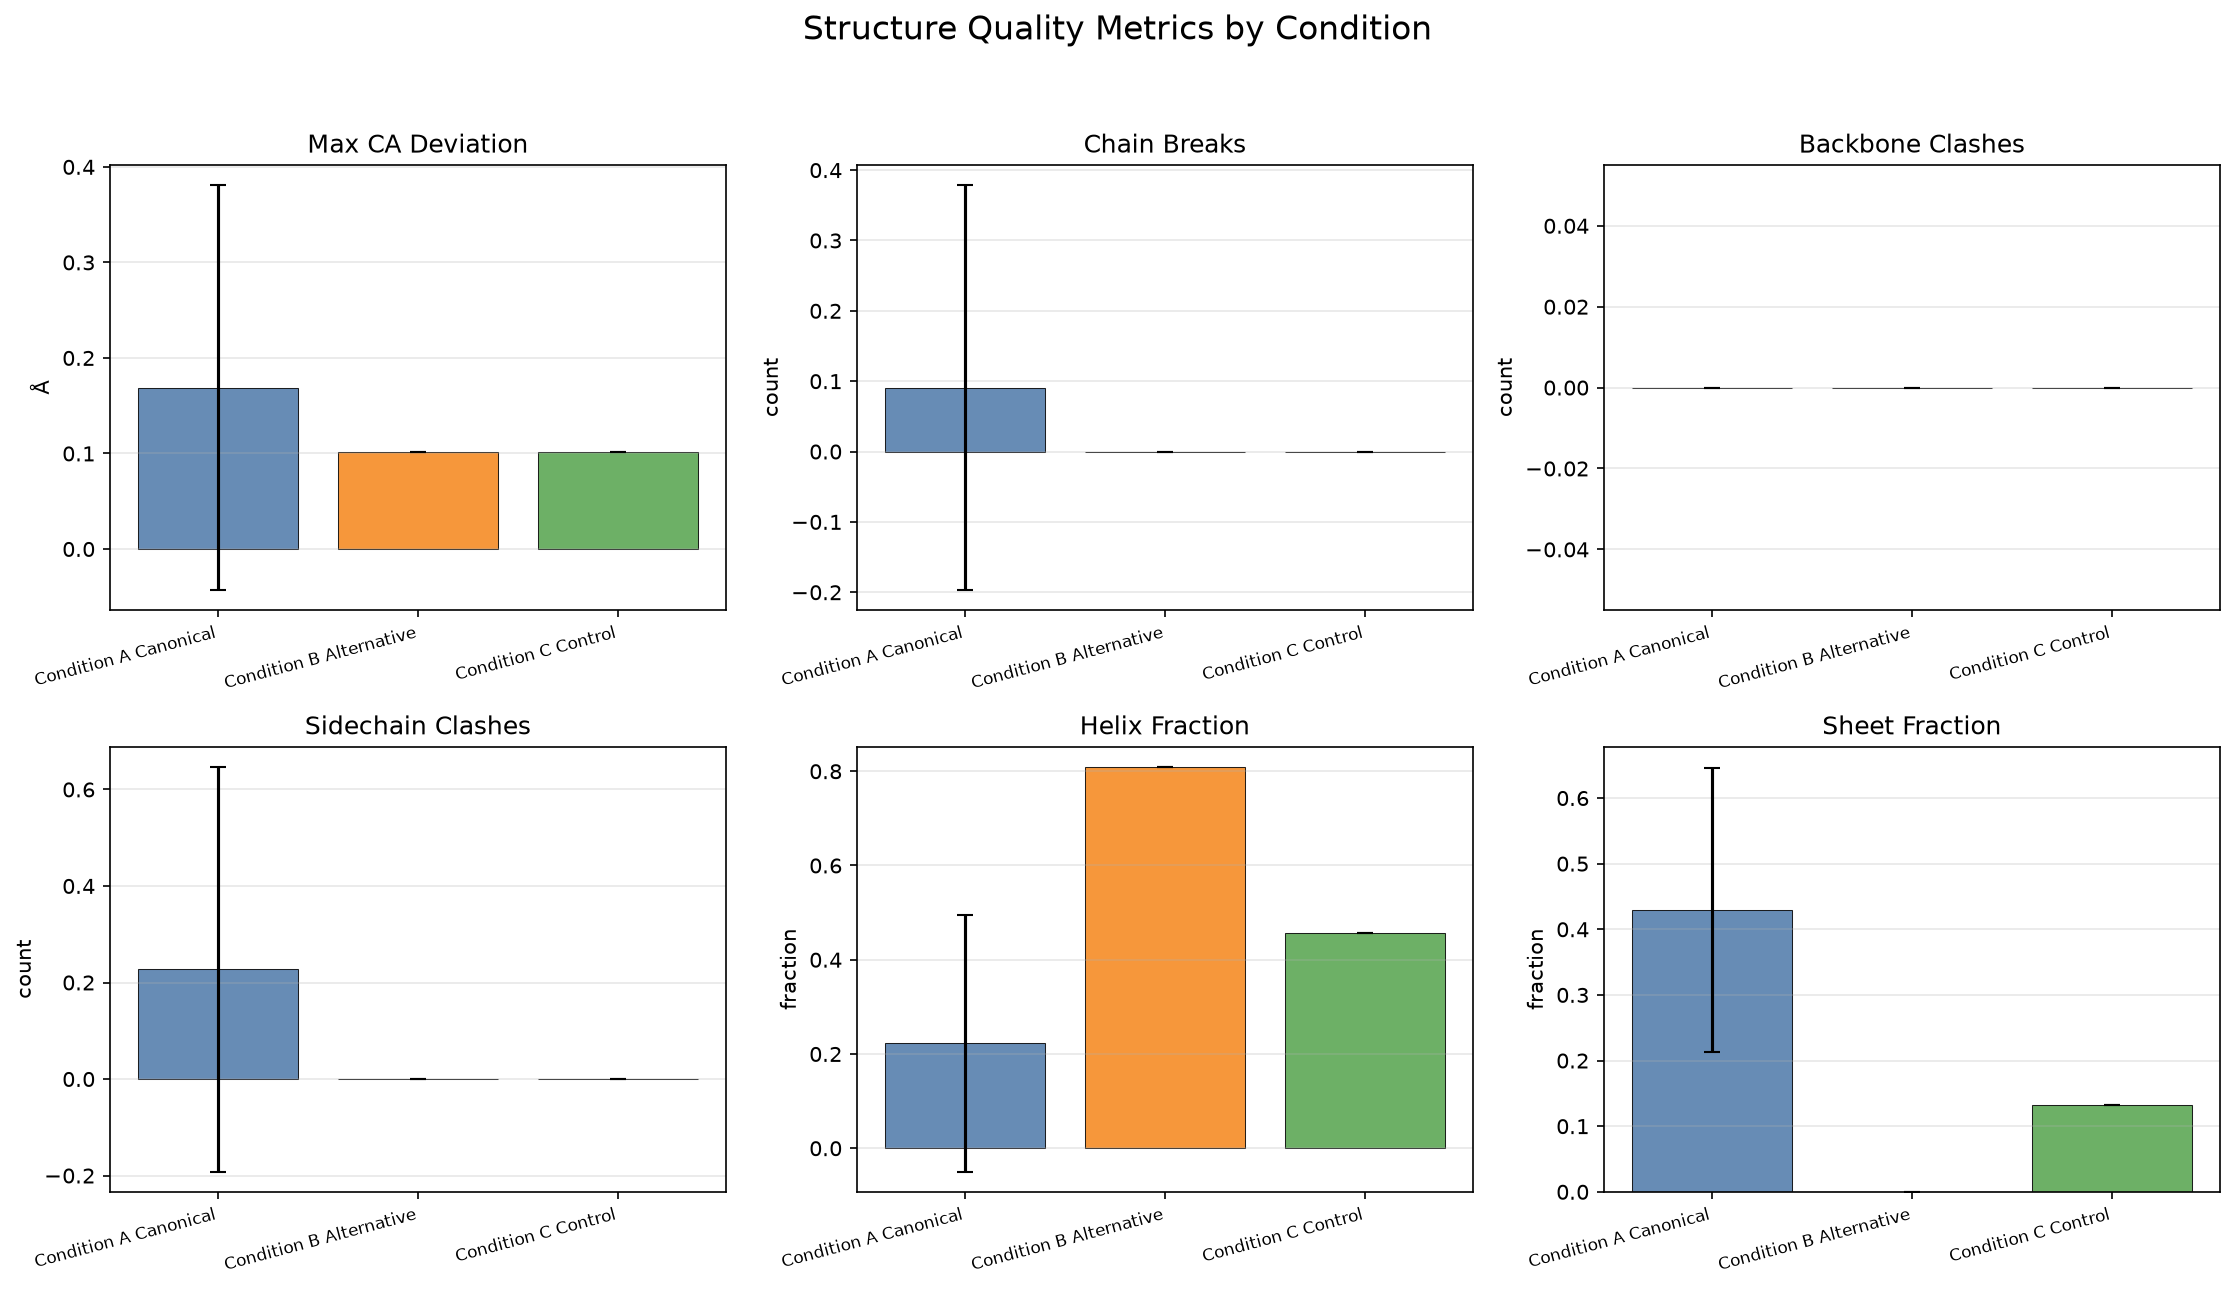 Structure Quality Metrics by Condition
Max CA Deviation
Å
0.4
0.3
0.2
0.1
0.0
Condition A Canonical
Condition B Alternative
Condition C Control
Chain Breaks
count
0.4
0.3
0.2
0.1
0.0
−0.1
−0.2
Condition A Canonical
Condition B Alternative
Condition C Control
Backbone Clashes
count
0.04
0.02
0.00
−0.02
−0.04
Condition A Canonical
Condition B Alternative
Condition C Control
Sidechain Clashes
count
0.6
0.4
0.2
0.0
−0.2
Condition A Canonical
Condition B Alternative
Condition C Control
Helix Fraction
fraction
0.8
0.6
0.4
0.2
0.0
Condition A Canonical
Condition B Alternative
Condition C Control
Sheet Fraction
fraction
0.6
0.5
0.4
0.3
0.2
0.1
0.0
Condition A Canonical
Condition B Alternative
Condition C Control